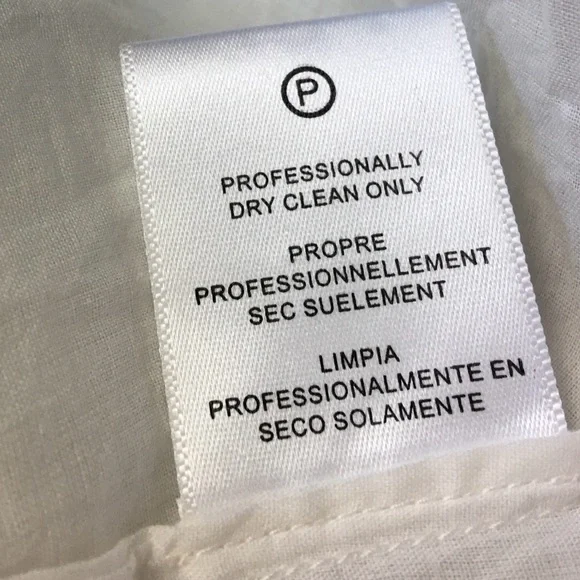 P
PROFESSIONALLY
DRY CLEAN ONLY
PROPRE
PROFESSIONNELLEMENT
SEC SUELEMENT
LIMPIA
PROFESSIONALMENTE EN
SECO SOLAMENTE